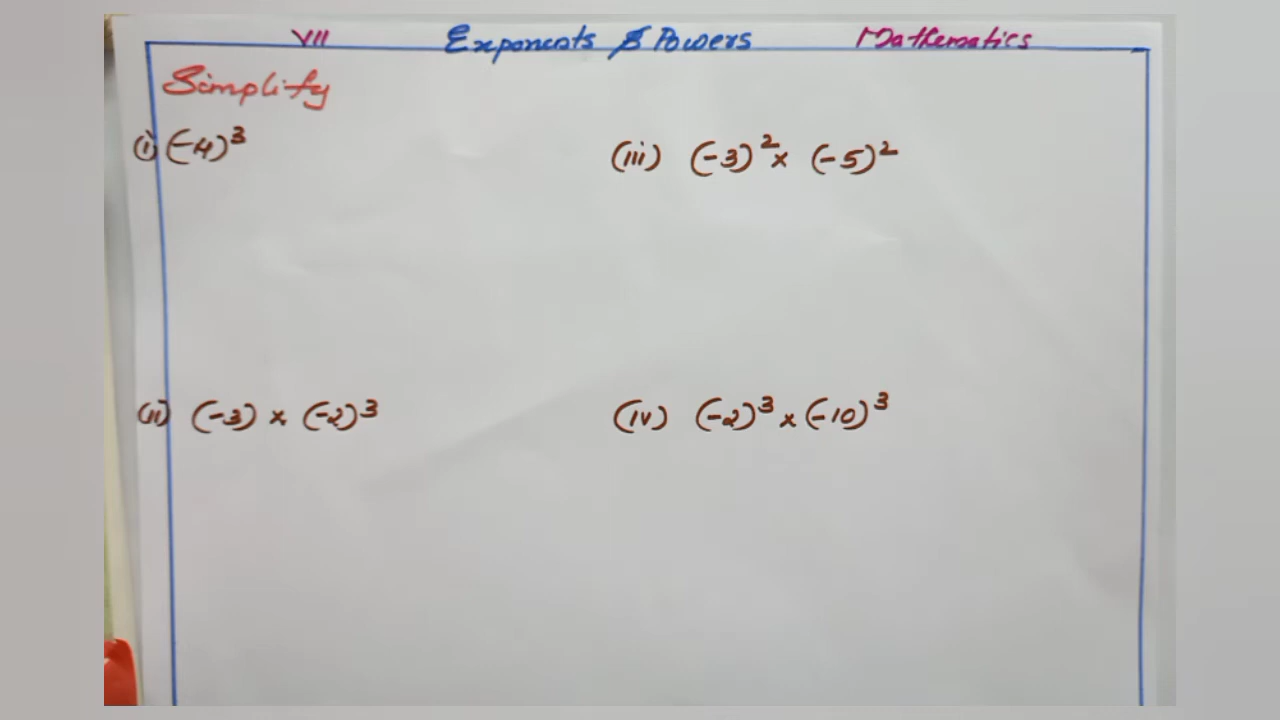 VII Exponents & Powers Mathematics
Simplify
(i) (-4)³
(iii) (-3)² × (-5)²
(ii) (-3) × (-2)³
(iv) (-2)³ × (-10)³